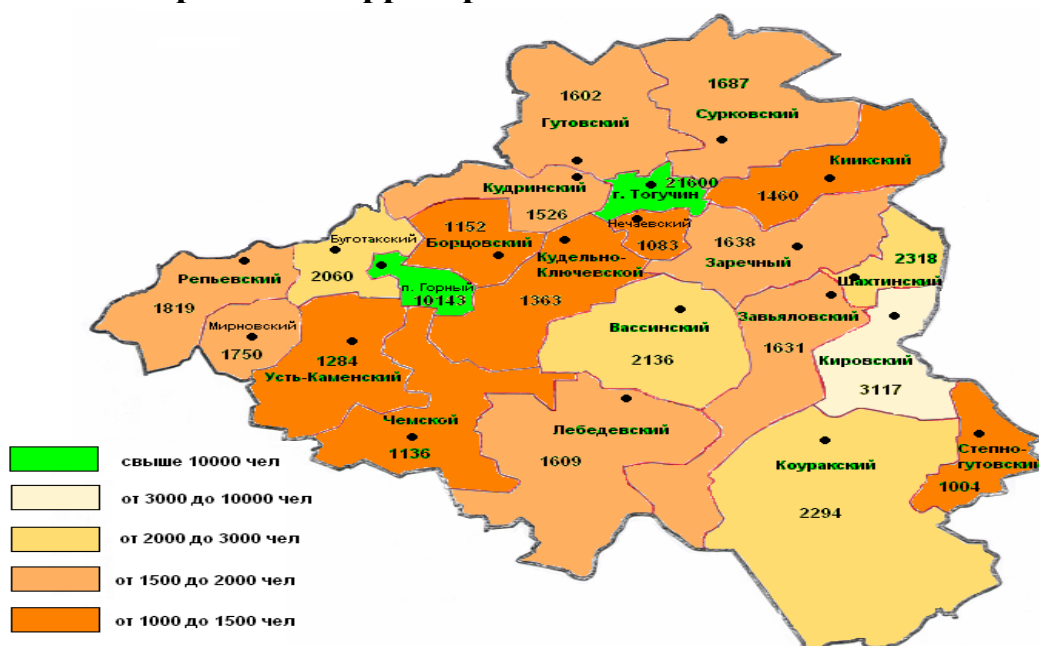 1602
Гутовский
1687
Сурковский
Киикский
1460
Кудринский
1526
21600
г. Тогучин
Нечаевский
1083
1152
Борцовский
Кудельно-
Ключевской
1363
1638
Заречный
2318
Шахтинский
Буготакский
2060
п. Горный
10143
Репьевский
1819
Мирновский
1750
1284
Усть-Каменский
Вассинский
2136
Завьяловский
1631
Кировский
3117
Чемской
1136
Лебедевский
1609
Коуракский
2294
Степно-
гутовский
1004
свыше 10000 чел
от 3000 до 10000 чел
от 2000 до 3000 чел
от 1500 до 2000 чел
от 1000 до 1500 чел